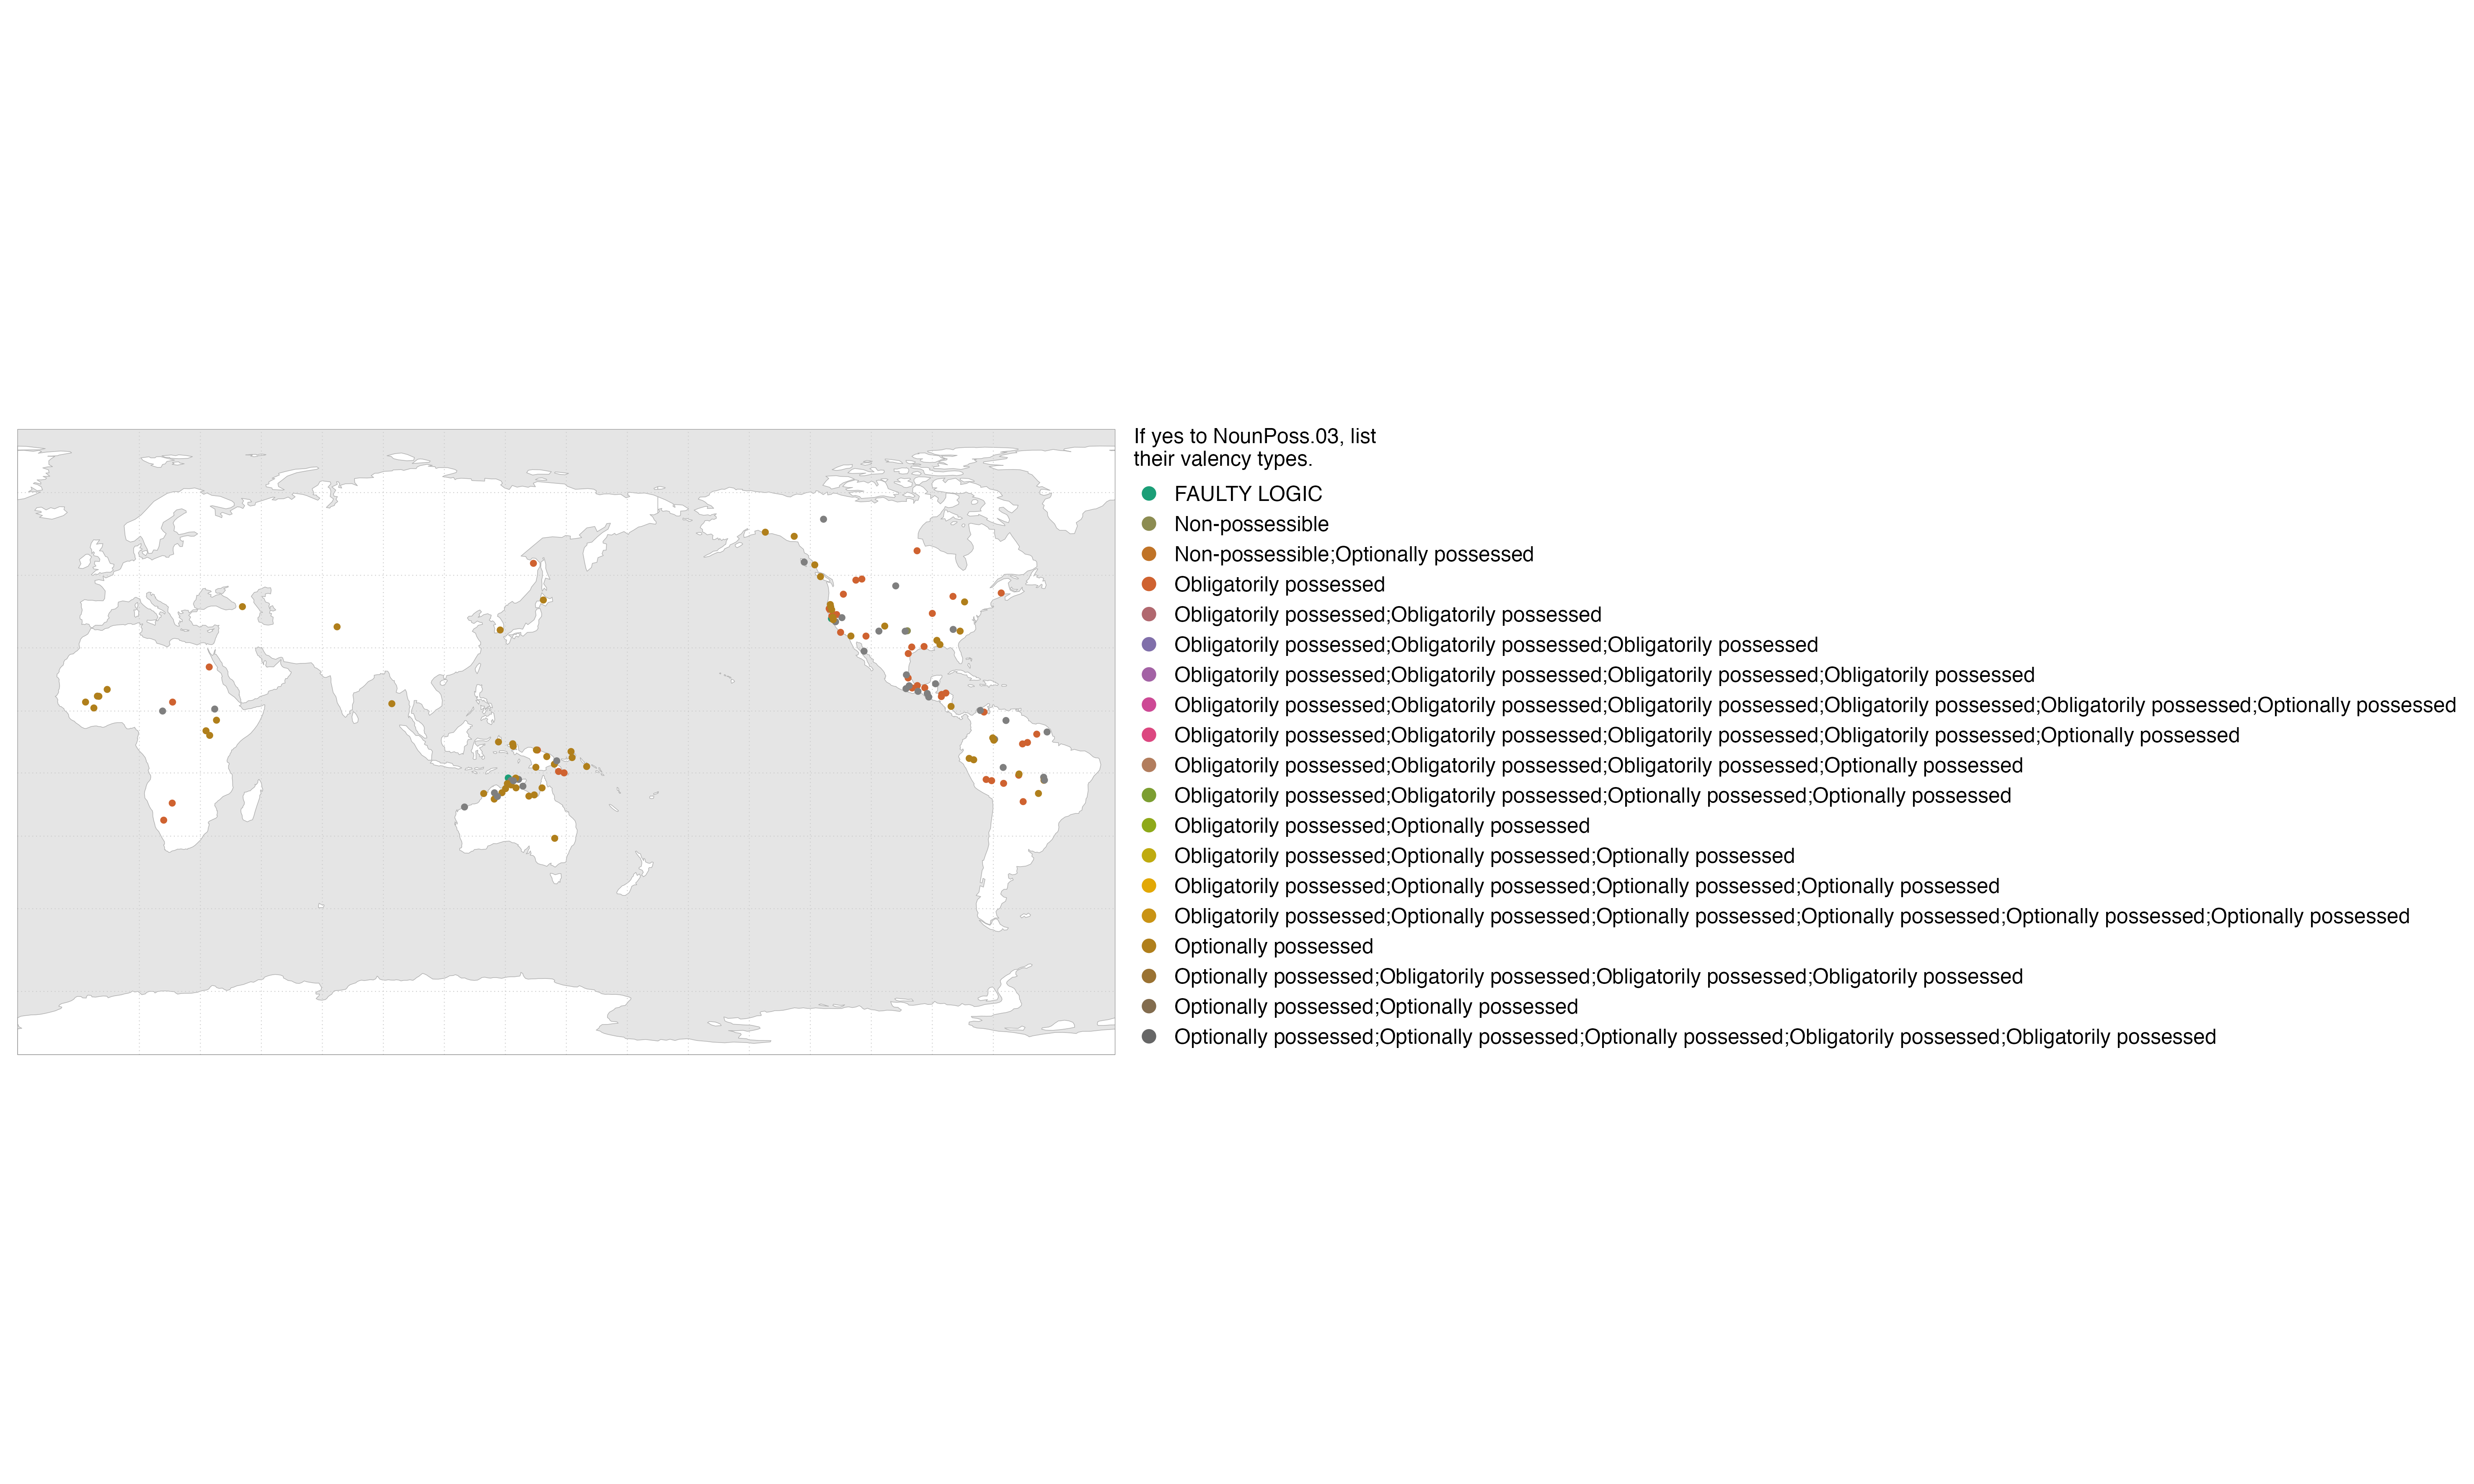 If yes to NounPoss.03, list
their valency types.
FAULTY LOGIC
Non-possessible
Non-possessible;Optionally possessed
Obligatorily possessed
Obligatorily possessed;Obligatorily possessed
Obligatorily possessed;Obligatorily possessed;Obligatorily possessed
Obligatorily possessed;Obligatorily possessed;Obligatorily possessed;Obligatorily possessed
Obligatorily possessed;Obligatorily possessed;Obligatorily possessed;Obligatorily possessed;Obligatorily possessed;Optionally possessed
Obligatorily possessed;Obligatorily possessed;Obligatorily possessed;Obligatorily possessed;Optionally possessed
Obligatorily possessed;Obligatorily possessed;Obligatorily possessed;Optionally possessed
Obligatorily possessed;Obligatorily possessed;Optionally possessed;Optionally possessed
Obligatorily possessed;Optionally possessed
Obligatorily possessed;Optionally possessed;Optionally possessed
Obligatorily possessed;Optionally possessed;Optionally possessed;Optionally possessed
Obligatorily possessed;Optionally possessed;Optionally possessed;Optionally possessed;Optionally possessed;Optionally possessed
Optionally possessed
Optionally possessed;Obligatorily possessed;Obligatorily possessed;Obligatorily possessed
Optionally possessed;Optionally possessed
Optionally possessed;Optionally possessed;Optionally possessed;Obligatorily possessed;Obligatorily possessed